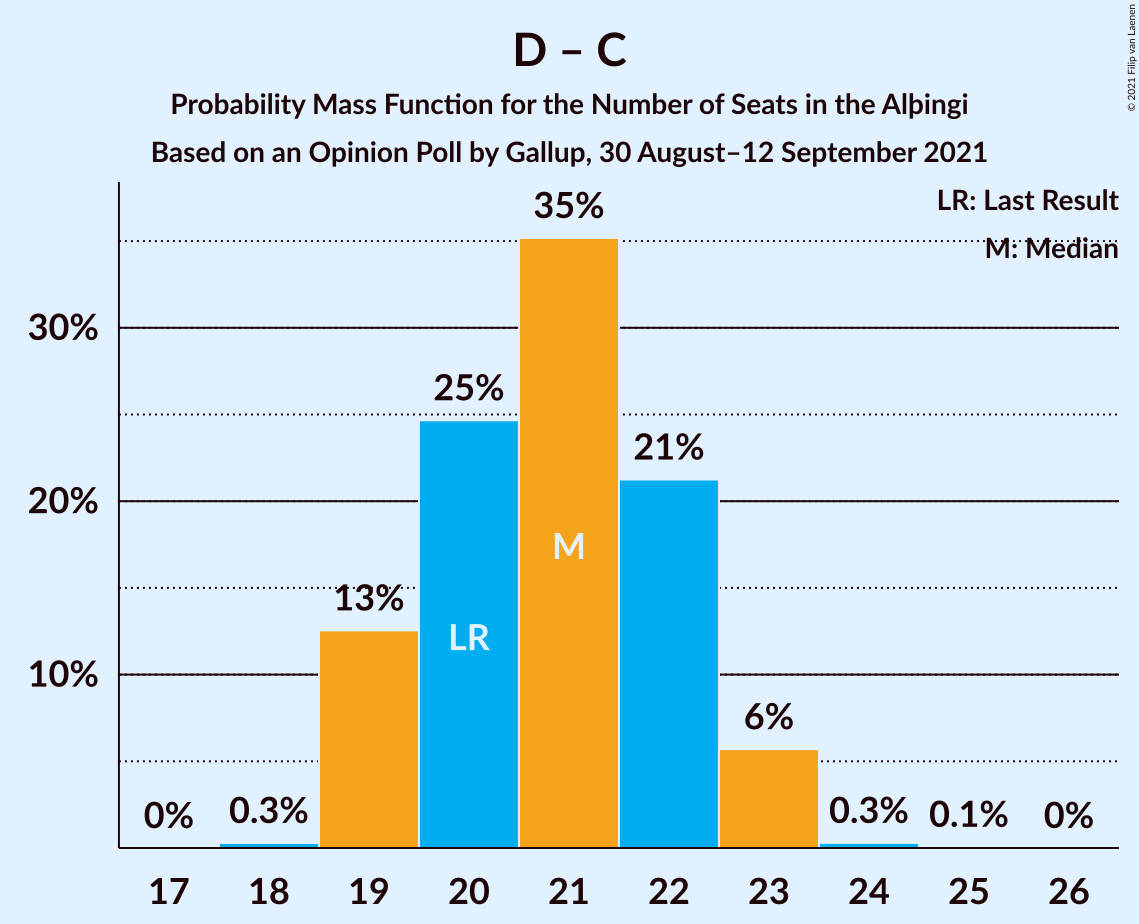 D – C
Probability Mass Function for the Number of Seats in the Alþingi
Based on an Opinion Poll by Gallup, 30 August–12 September 2021
© 2021 Filip van Laenen
LR: Last Result
M: Median
30%
20%
10%
0%
0.3%
13%
25%
35%
21%
6%
0.3%
0.1%
0%
LR
M
17 18 19 20 21 22 23 24 25 26